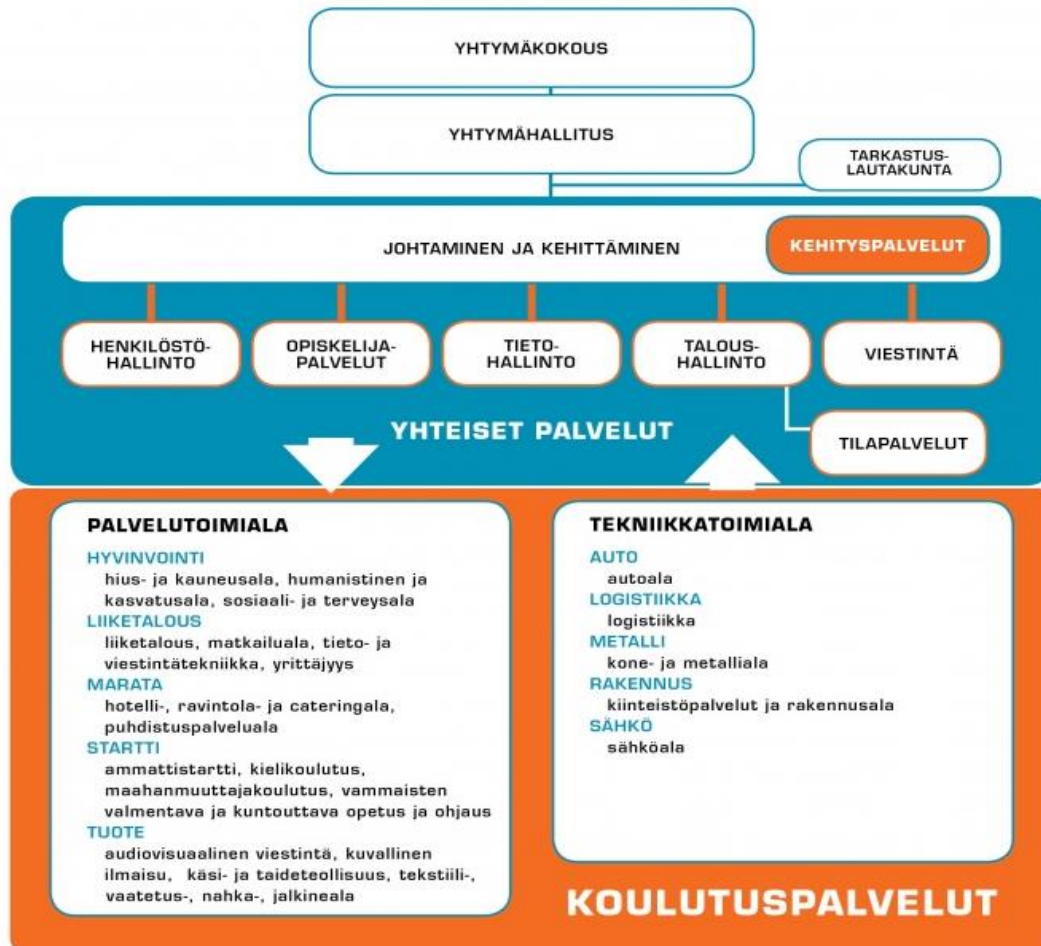 YHTYMÄKOKOUS
YHTYMÄHALLITUS
TARKASTUS-
LAUTAKUNTA
JOHTAMINEN JA KEHITTÄMINEN
KEHITYSPALVELUT
HENKILÖSTÖ-
HALLINTO
OPISKELIJA-
PALVELUT
TIETO-
HALLINTO
TALOUS-
HALLINTO
VIESTINTÄ
YHTEISET PALVELUT
TILAPALVELUT
PALVELUTOIMIALA
HYVINVOINTI
hius- ja kauneusala, humanistinen ja
kasvatusala, sosiaali- ja terveysala
LIIKETALOUS
liiketalous, matkailuala, tieto- ja
viestintätekniikka, yrittäjyys
MARATA
hotelli-, ravintola- ja cateringala,
puhdistuspalveluala
STARTTI
ammattistartti, kielikoulutus,
maahanmuuttajakoulutus, vammaisten
valmentava ja kuntouttava opetus ja ohjaus
TUOTE
audiovisuaalinen viestintä, kuvallinen
ilmaisu, käsi- ja taideteollisuus, tekstiili-,
vaatetus-, nahka-, jalkineala
TEKNIIKKATOIMIALA
AUTO
autoala
LOGISTIIKKA
logistiikka
METALLI
kone- ja metalliala
RAKENNUS
kiinteistöpalvelut ja rakennusala
SÄHKÖ
sähköala
KOULUTUSPALVELUT